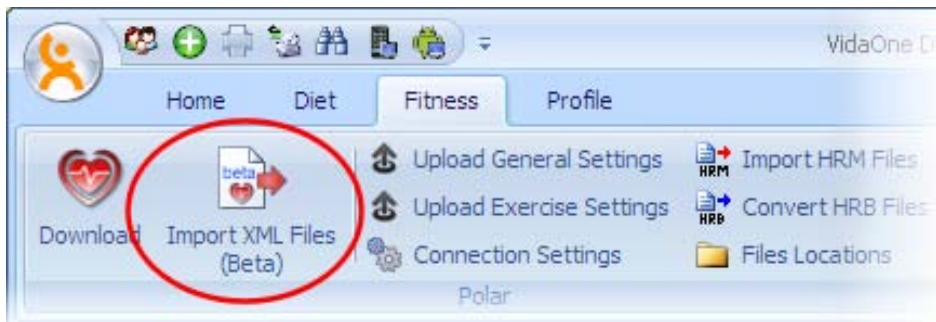 VidaOne
Home Diet Fitness Profile
beta
Download
Import XML Files
(Beta)
Upload General Settings
Upload Exercise Settings
Connection Settings
HRM Import HRM Files
HRB Convert HRB Files
Files Locations
Polar